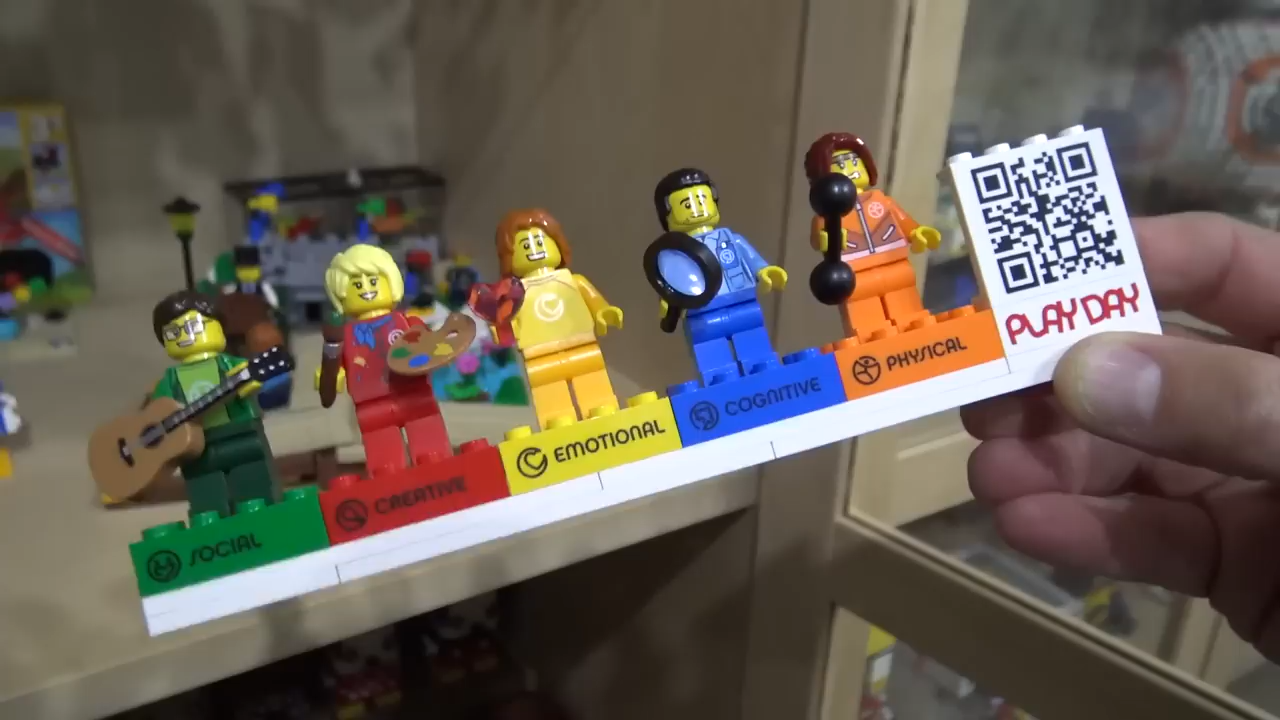 SOCIAL
CREATIVE
EMOTIONAL
COGNITIVE
PHYSICAL
PLAY DAY